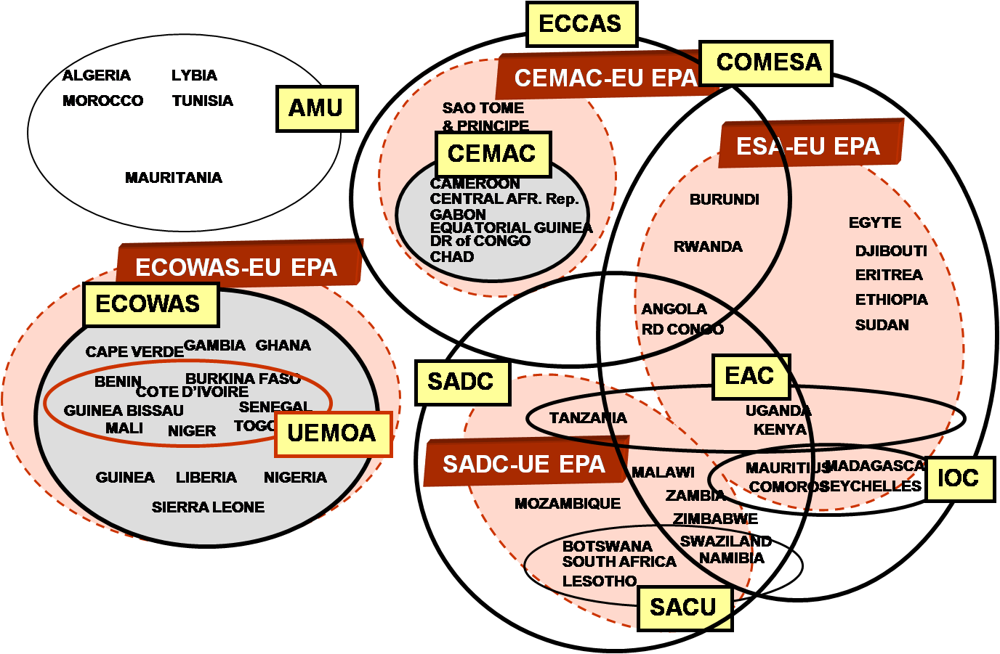 ECCAS
COMESA
CEMAC-EU EPA
ALGERIA
LYBIA
MOROCCO
TUNISIA
AMU
MAURITANIA
SAO TOME
& PRINCIPE
CEMAC
CAMEROON
CENTRAL AFR. Rep.
GABON
EQUATORIAL GUINEA
DR of CONGO
CHAD
ESA-EU EPA
BURUNDI
RWANDA
EGYTE
DJIBOUTI
ERITREA
ETHIOPIA
SUDAN
ANGOLA
RD CONGO
ECOWAS-EU EPA
ECOWAS
CAPE VERDE
GAMBIA
GHANA
BENIN
BURKINA FASO
COTE D'IVOIRE
GUINEA BISSAU
SENEGAL
MALI
NIGER
TOGO
UEMOA
GUINEA
LIBERIA
NIGERIA
SIERRA LEONE
SADC
EAC
TANZANIA
UGANDA
KENYA
SADC-UE EPA
MALAWI
ZAMBIA
MOZAMBIQUE
ZIMBABWE
MAURITIUS
MADAGASCA
COMOROS
SEYCHELLES
IOC
BOTSWANA
SOUTH AFRICA
LESOTHO
SWAZILAND
NAMIBIA
SACU